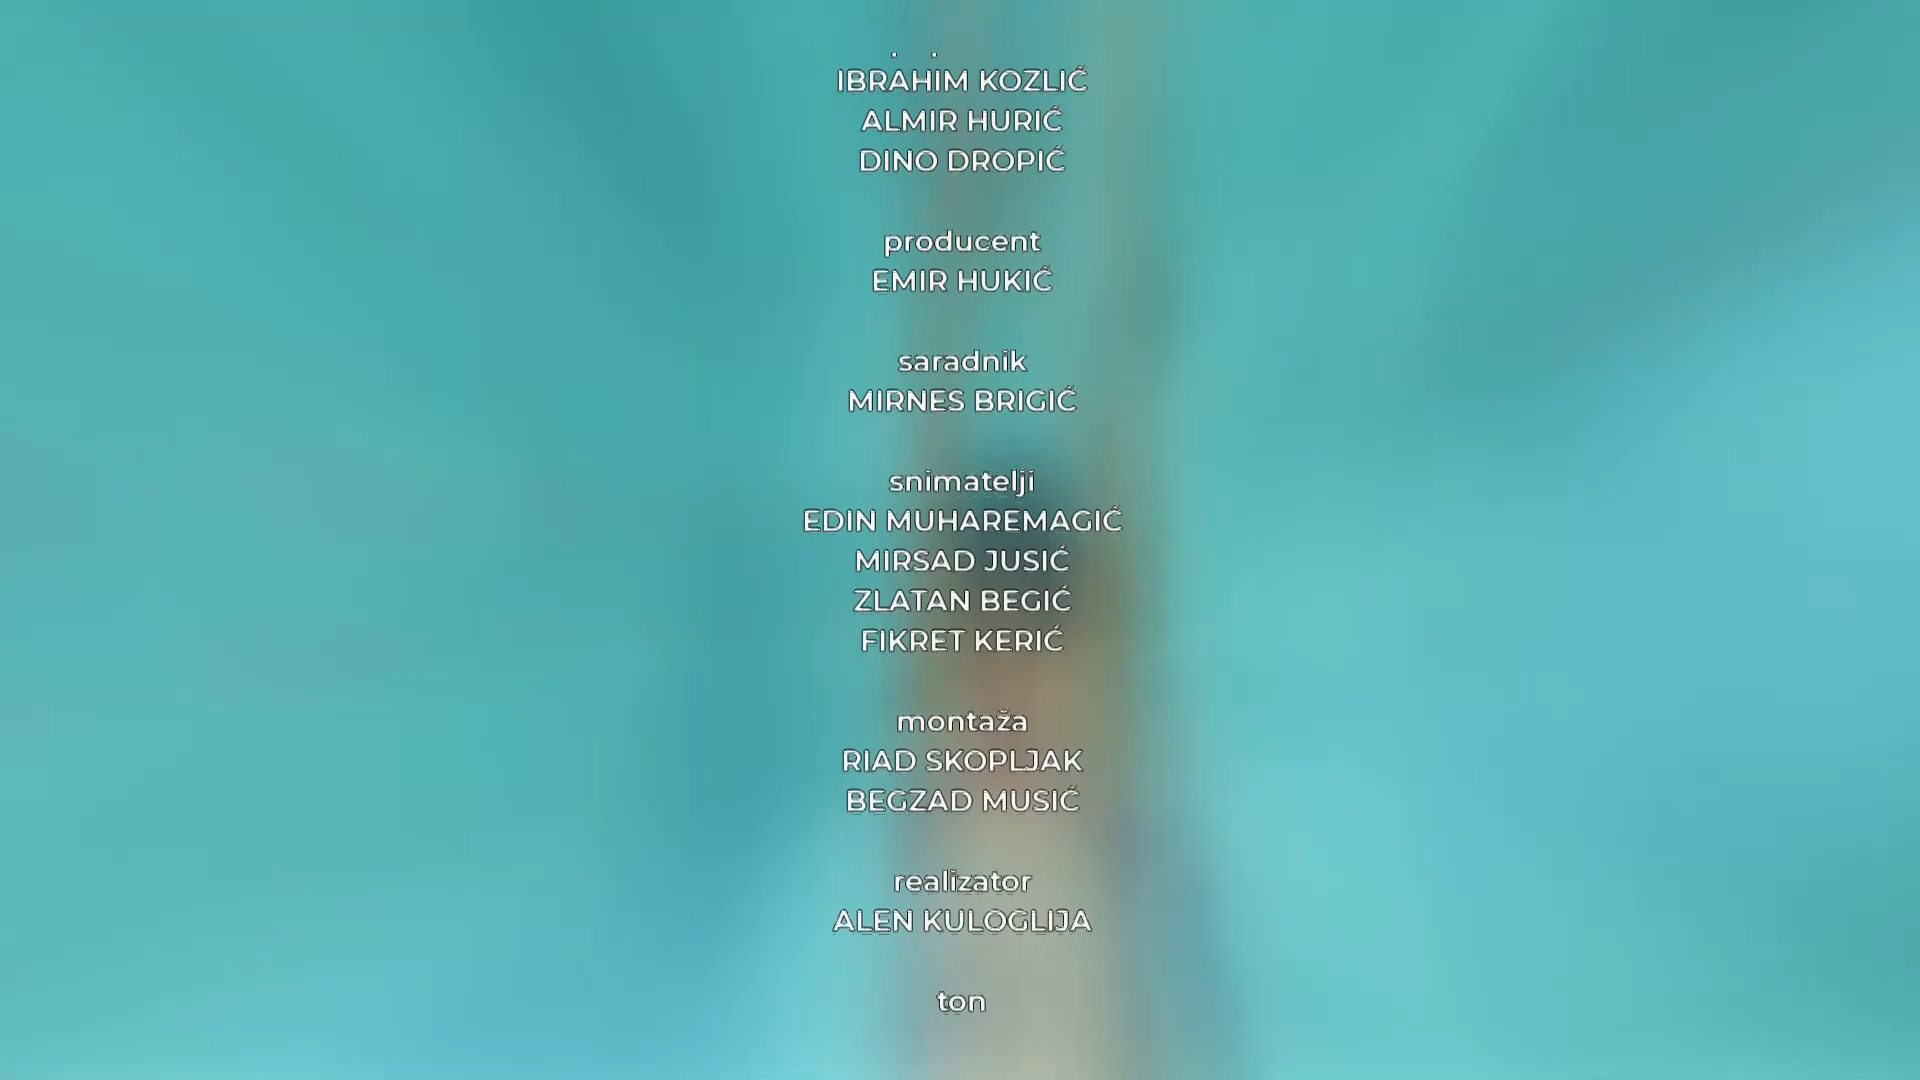 IBRAHIM KOZLIĆ
ALMIR HURIĆ
DINO DROPIĆ
producent
EMIR HUKIĆ
saradnik
MIRNES BRIGIĆ
snimatelji
EDIN MUHAREMAGIĆ
MIRSAD JUSIĆ
ZLATAN BEGIĆ
FIKRET KERIĆ
montaža
RIAD SKOPLJAK
BEGZAD MUSIĆ
realizator
ALEN KULOGLIJA
ton